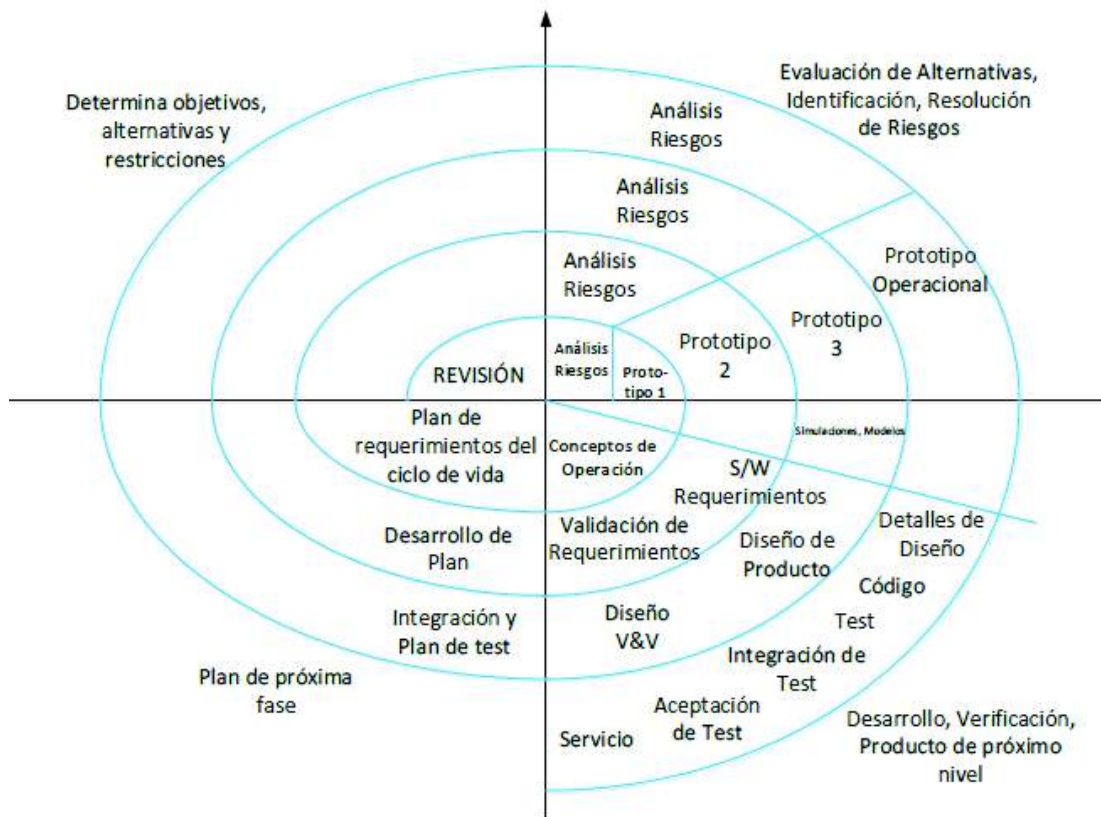 Determina objetivos,
alternativas y
restricciones
Evaluación de Alternativas,
Identificación, Resolución
de Riesgos
Análisis
Riesgos
Análisis
Riesgos
Análisis
Riesgos
Análisis
Riesgos
Prototipo
Operacional
Prototipo
3
Prototipo
2
Proto-
tipo 1
REVISIÓN
Plan de
requerimientos del
ciclo de vida
Conceptos de
Operación
Simulaciones, Modelos
S/W
Requerimientos
Detalles de
Diseño
Desarrollo de
Plan
Validación de
Requerimientos
Diseño de
Producto
Código
Test
Integración y
Plan de test
Diseño
V&V
Integración de
Test
Plan de próxima
fase
Aceptación
de Test
Servicio
Desarrollo, Verificación,
Producto de próximo
nivel